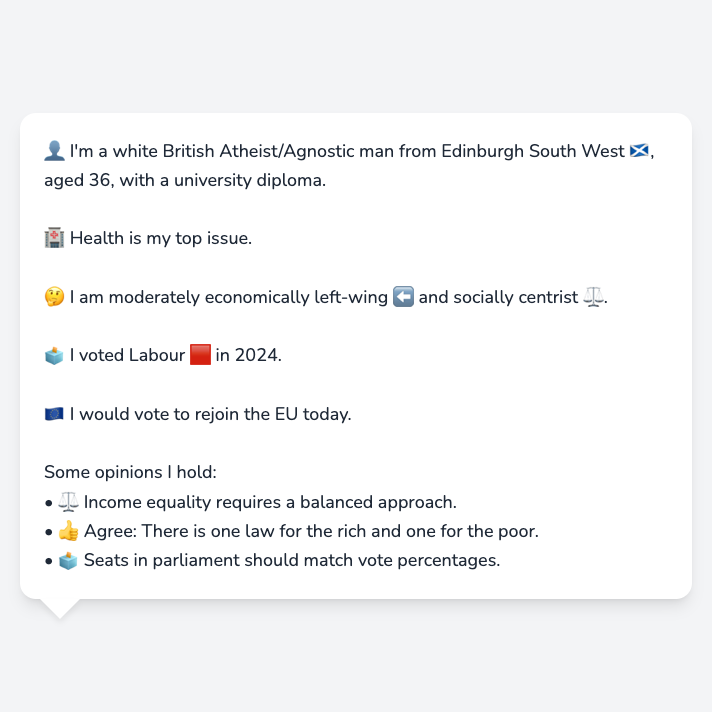 👤 I'm a white British Atheist/Agnostic man from Edinburgh South West 🏴󠁧󠁢󠁳󠁣󠁴󠁿,
aged 36, with a university diploma.
🏥 Health is my top issue.
🤔 I am moderately economically left-wing ⬅️ and socially centrist ⚖️.
🗳️ I voted Labour 🟥 in 2024.
🇪🇺 I would vote to rejoin the EU today.
Some opinions I hold:
• ⚖️ Income equality requires a balanced approach.
• 👍 Agree: There is one law for the rich and one for the poor.
• 🗳️ Seats in parliament should match vote percentages.